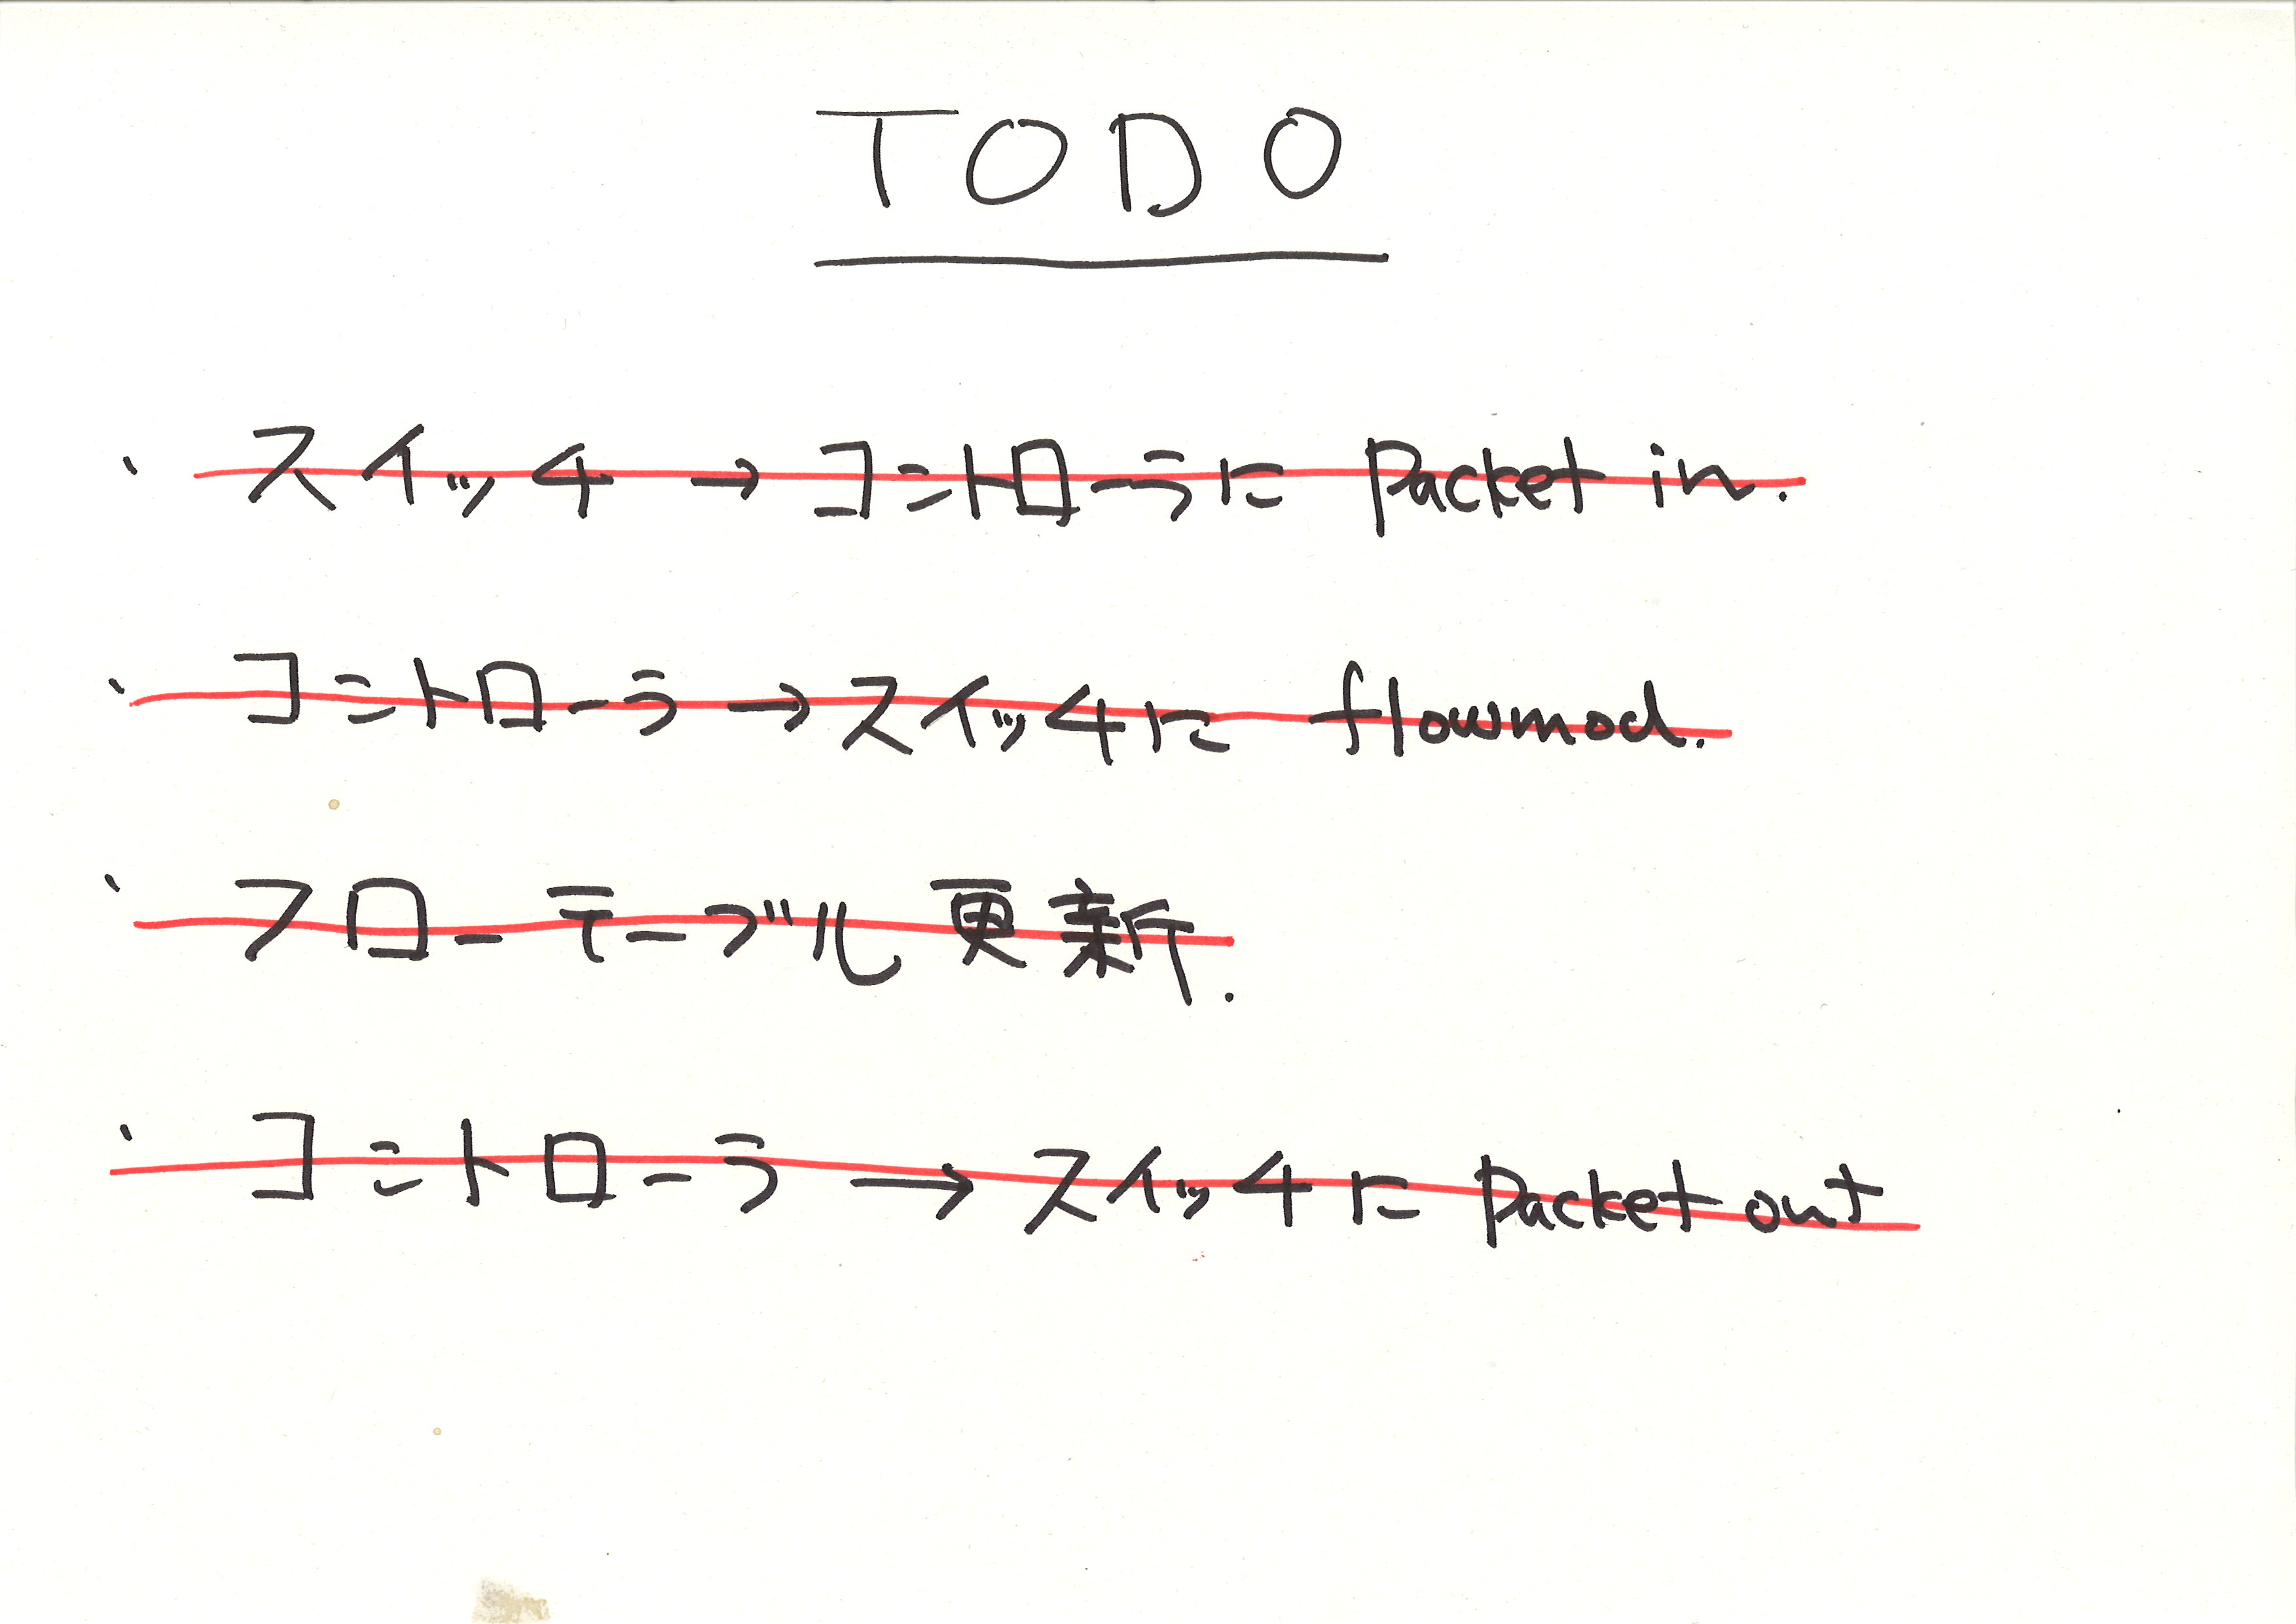 TODO
・ スイッチ → コントローラに Packet in.
・ コントローラ → スイッチに flowmod.
・ フローテーブル 更新.
・ コントローラ → スイッチに Packet out